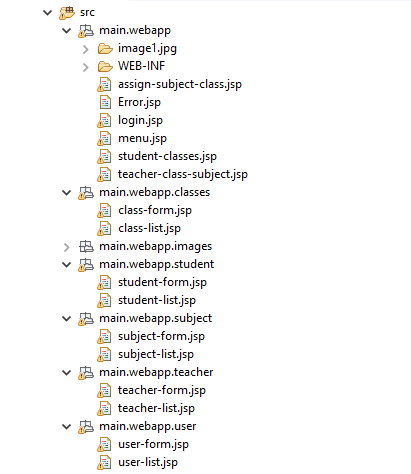 src
main.webapp
image1.jpg
WEB-INF
assign-subject-class.jsp
Error.jsp
login.jsp
menu.jsp
student-classes.jsp
teacher-class-subject.jsp
main.webapp.classes
class-form.jsp
class-list.jsp
main.webapp.images
main.webapp.student
student-form.jsp
student-list.jsp
main.webapp.subject
subject-form.jsp
subject-list.jsp
main.webapp.teacher
teacher-form.jsp
teacher-list.jsp
main.webapp.user
user-form.jsp
user-list.jsp